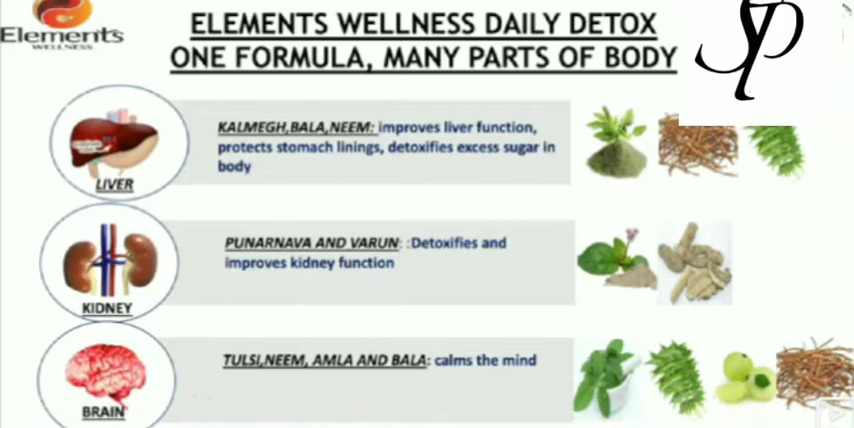 Elements
WELLNESS
ELEMENTS WELLNESS DAILY DETOX
ONE FORMULA, MANY PARTS OF BODY
SP
KALMEGH,BALA,NEEM: improves liver function,
protects stomach linings, detoxifies excess sugar in
body
LIVER
PUNARNAVA AND VARUN: :Detoxifies and
improves kidney function
KIDNEY
TULSI,NEEM, AMLA AND BALA: calms the mind
BRAIN